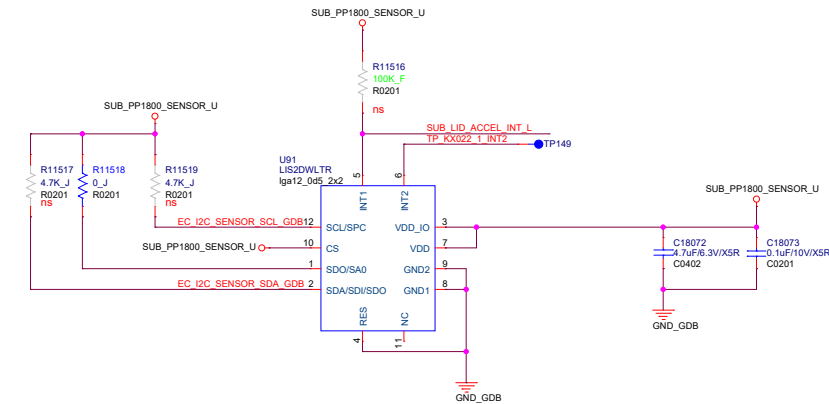 SUB_PP1800_SENSOR_U
R11516
100K_F
R0201
ns
SUB_PP1800_SENSOR_U
SUB_LID_ACCEL_INT_L
TP_KX022_1_INT2
TP149
R11517
4.7K_J
R0201
ns
R11518
0_J
R0201
R11519
4.7K_J
R0201
ns
U91
LIS2DWLTR
lga12_0d5_2x2
5
6
INT1
INT2
SUB_PP1800_SENSOR_U
EC_I2C_SENSOR_SCL_GDB
12
SCL/SPC
VDD_IO
3
SUB_PP1800_SENSOR_U
10
CS
VDD
7
1
SDO/SA0
GND2
9
EC_I2C_SENSOR_SDA_GDB
2
SDA/SDI/SDO
GND1
8
RES
NC
4
11
C18072
4.7uF/6.3V/X5R
C0402
C18073
0.1uF/10V/X5R
C0201
GND_GDB
GND_GDB